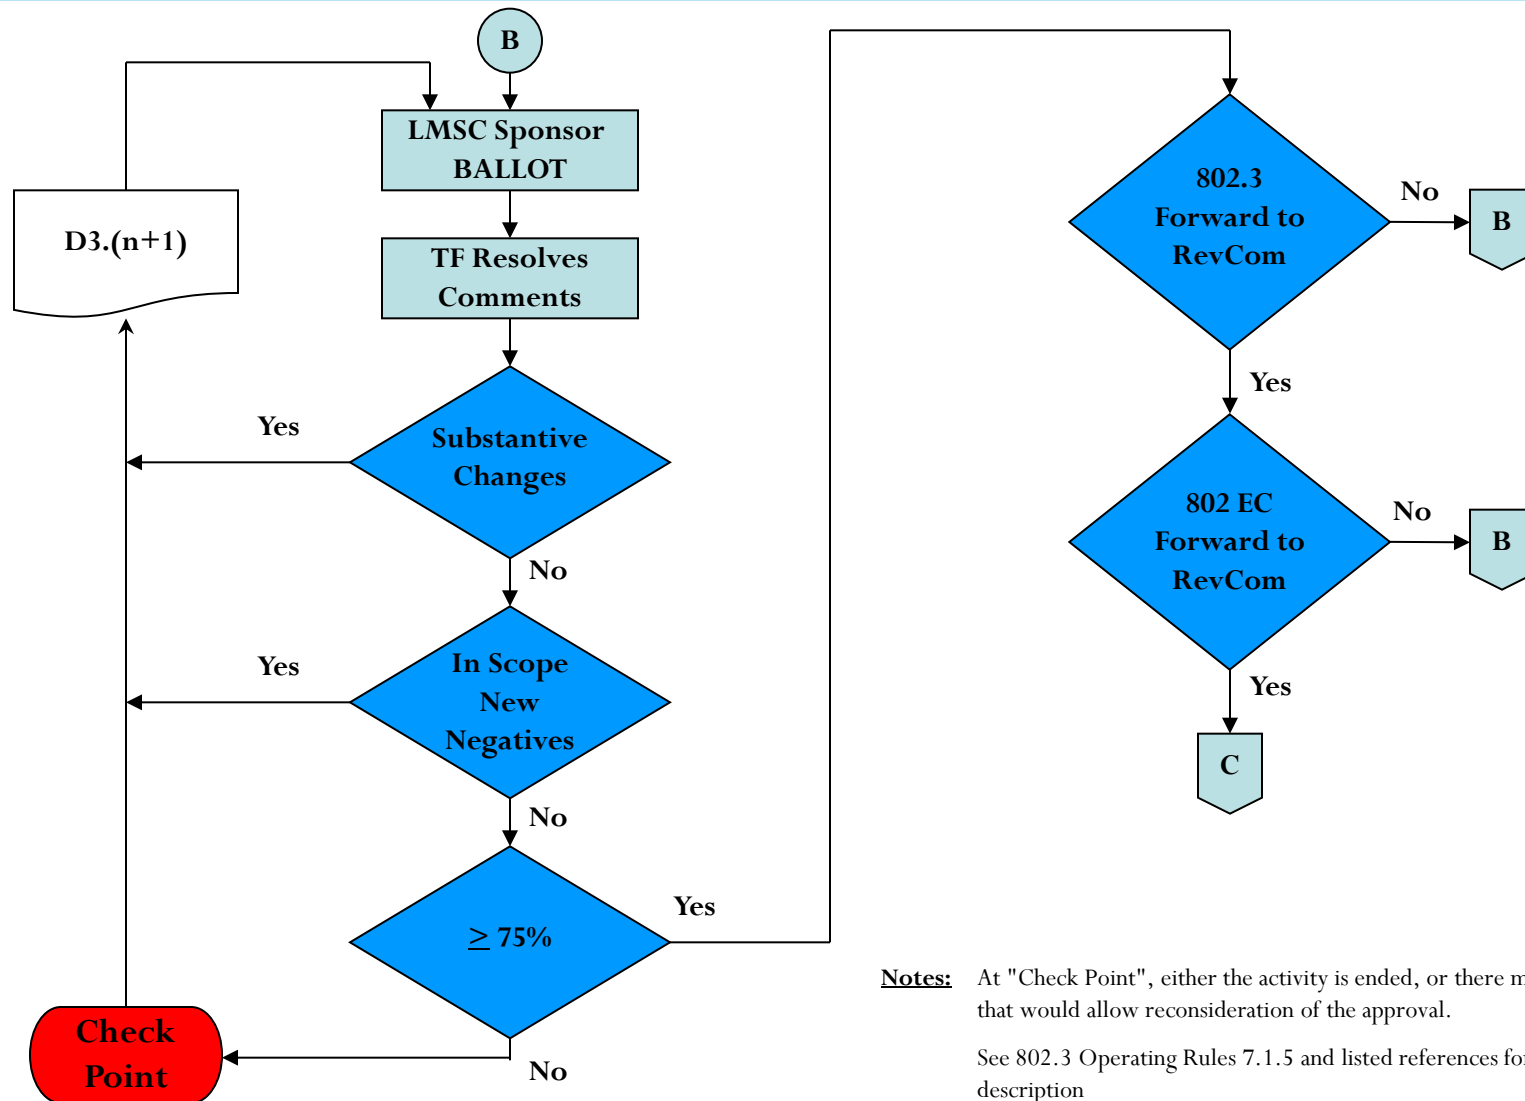 B
LMSC Sponsor
BALLOT
D3.(n+1)
TF Resolves
Comments
Yes
Substantive
Changes
No
Yes
In Scope
New
Negatives
No
≥ 75%
Yes
No
Check
Point
802.3
Forward to
RevCom
No
B
Yes
802 EC
Forward to
RevCom
No
B
Yes
C
Notes: At "Check Point", either the activity is ended, or there
that would allow reconsideration of the approval.
See 802.3 Operating Rules 7.1.5 and listed references for
description